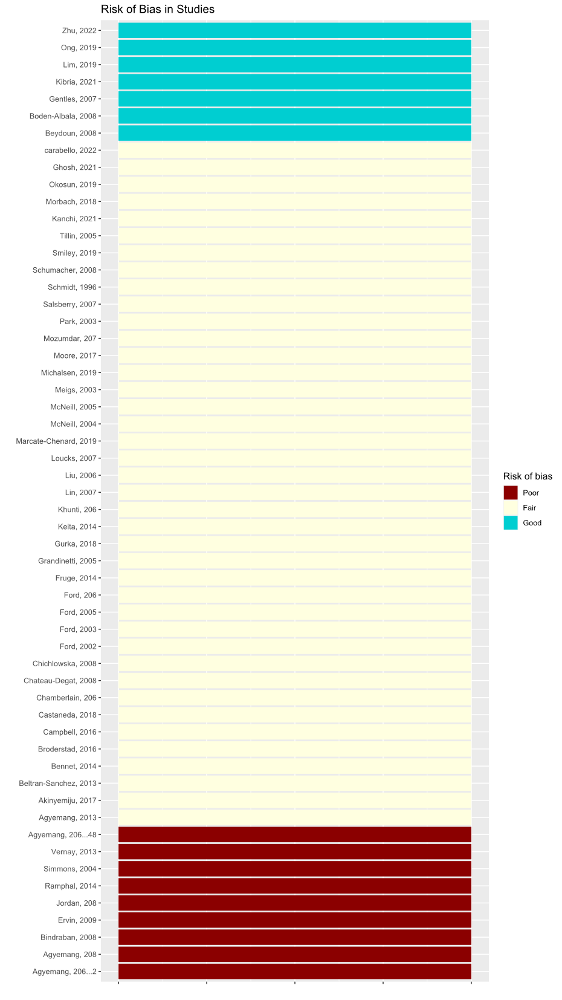 Risk of Bias in Studies
Zhu, 2022
Ong, 2019
Lim, 2019
Kibria, 2021
Gentles, 2007
Boden-Albala, 2008
Beydoun, 2008
carabello, 2022
Ghosh, 2021
Okosun, 2019
Morbach, 2018
Kanchi, 2021
Tillin, 2005
Smiley, 2019
Schumacher, 2008
Schmidt, 1996
Salsberry, 2007
Park, 2003
Mozumdar, 207
Moore, 2017
Michalsen, 2019
Meigs, 2003
McNeill, 2005
McNeill, 2004
Marcate-Chenard, 2019
Loucks, 2007
Liu, 2006
Lin, 2007
Khunti, 206
Keita, 2014
Gurka, 2018
Grandinetti, 2005
Fruge, 2014
Ford, 206
Ford, 2005
Ford, 2003
Ford, 2002
Chichlowska, 2008
Chateau-Degat, 2008
Chamberlain, 206
Castaneda, 2018
Campbell, 2016
Broderstad, 2016
Bennet, 2014
Beltran-Sanchez, 2013
Akinyemiju, 2017
Agyemang, 2013
Agyemang, 206...48
Vernay, 2013
Simmons, 2004
Ramphal, 2014
Jordan, 208
Ervin, 2009
Bindraban, 2008
Agyemang, 208
Agyemang, 206...2
Risk of bias
Poor
Fair
Good